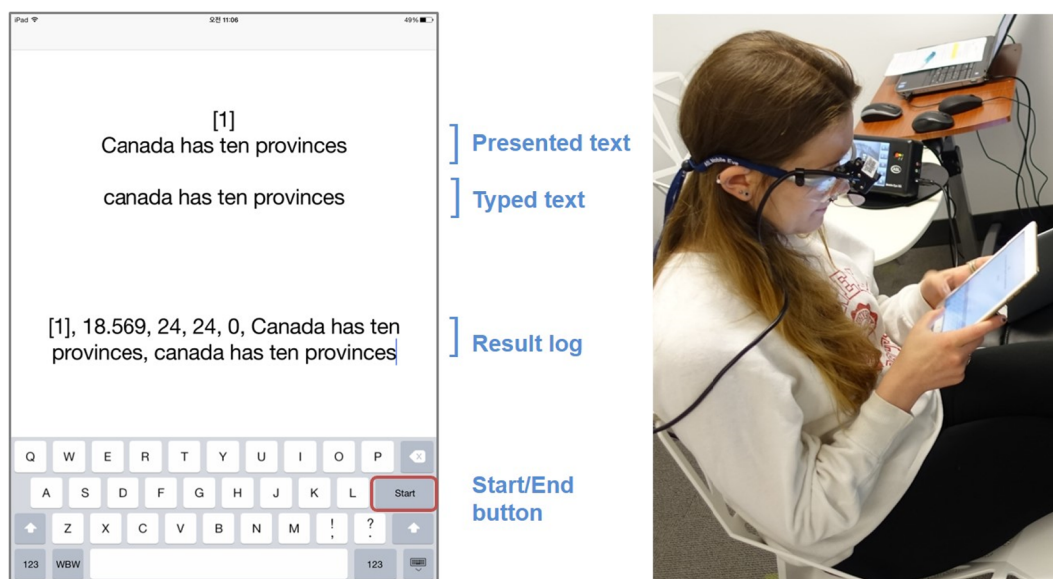 iPad 오전 11:06 49%
[1]
Canada has ten provinces
Presented text
canada has ten provinces
Typed text
[1], 18.569, 24, 24, 0, Canada has ten
provinces, canada has ten provinces
Result log
Q W E R T Y U I O P
A S D F G H J K L Start
Start/End
button
Z X C V B N M ! , ? .
123 WBW 123